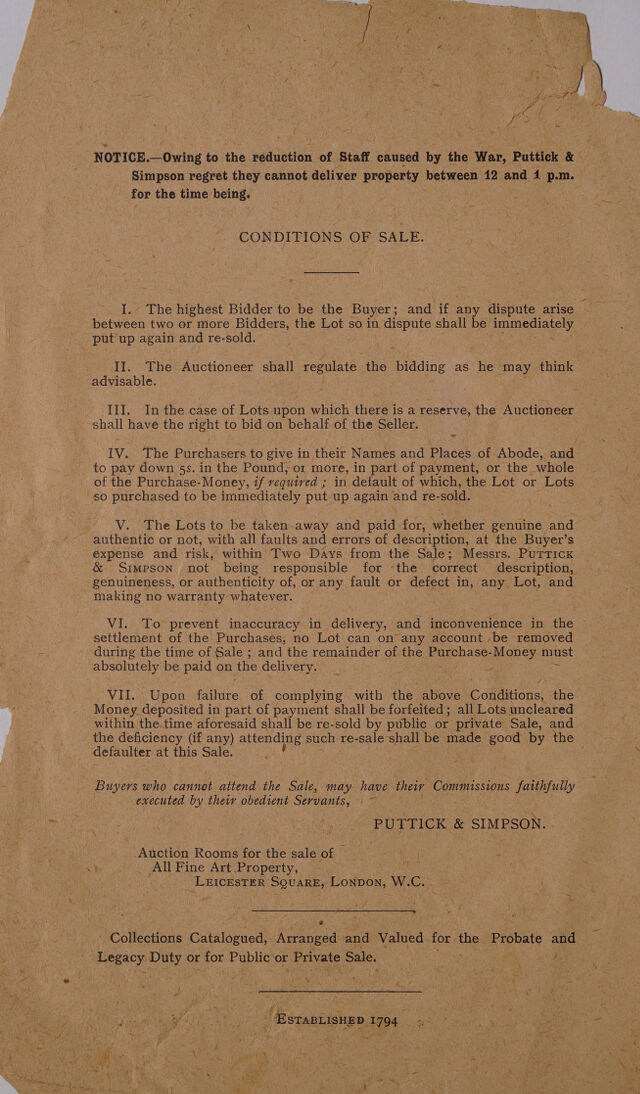 NOTICE.—Owing to the reduction of Staff caused by the War, Puttick &
Simpson regret they cannot deliver property between 12 and 1 p.m.
for the time being.
CONDITIONS OF SALE.
I. The highest Bidder to be the Buyer; and if any dispute arise
between two or more Bidders, the Lot so in dispute shall be immediately
put up again and re-sold.
II. The Auctioneer shall regulate the bidding as he may think
advisable.
III. In the case of Lots upon which there is a reserve, the Auctioneer
shall have the right to bid on behalf of the Seller.
IV. The Purchasers to give in their Names and Places of Abode, and
to pay down 5s. in the Pound, or more, in part of payment, or the whole
of the Purchase-Money, if required; in default of which, the Lot or Lots
so purchased to be immediately put up again and re-sold.
V. The Lots to be taken away and paid for, whether genuine and
authentic or not, with all faults and errors of description, at the Buyer's
expense and risk, within Two Days from the Sale; Messrs. PUTTICK
& SIMPSON not being responsible for the correct description,
genuineness, or authenticity of, or any fault or defect in, any Lot, and
making no warranty whatever.
VI. To prevent inaccuracy in delivery, and inconvenience in the
settlement of the Purchases, no Lot can on any account be removed
during the time of Sale; and the remainder of the Purchase-Money must
absolutely be paid on the delivery.
VII. Upon failure of complying with the above Conditions, the
Money deposited in part of payment shall be forfeited; all Lots uncleared
within the time aforesaid shall be re-sold by public or private Sale, and
the deficiency (if any) attending such re-sale shall be made good by the
defaulter at this Sale.
Buyers who cannot attend the Sale, may have their Commissions faithfully
executed by their obedient Servants,
PUTTICK & SIMPSON.
Auction Rooms for the sale of
All Fine Art Property,
LEICESTER SQUARE, LONDON, W.C.
Collections Catalogued, Arranged and Valued for the Probate and
Legacy Duty or for Public or Private Sale.
ESTABLISHED 1794